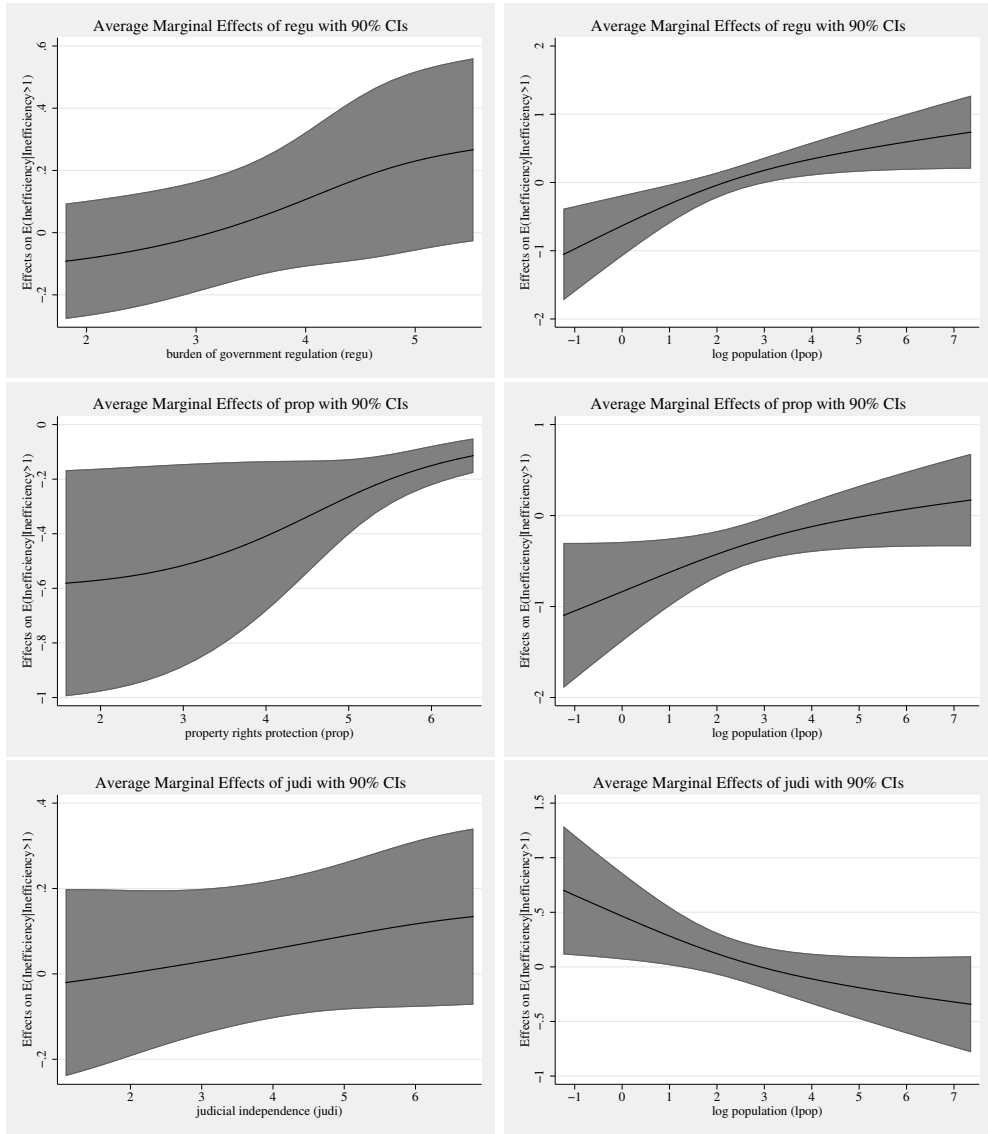 Average Marginal Effects of regu with 90% CIs
Effects on E(Inefficiency|Inefficiency>1)
.6
.4
.2
0
-.2
2 3 4 5
burden of government regulation (regu)
Average Marginal Effects of regu with 90% CIs
Effects on E(Inefficiency|Inefficiency>1)
2
1
0
-1
-2
-1 0 1 2 3 4 5 6 7
log population (lpop)
Average Marginal Effects of prop with 90% CIs
Effects on E(Inefficiency|Inefficiency>1)
0
-.2
-.4
-.6
-.8
-1
2 3 4 5 6
property rights protection (prop)
Average Marginal Effects of prop with 90% CIs
Effects on E(Inefficiency|Inefficiency>1)
1
0
-1
-2
-1 0 1 2 3 4 5 6 7
log population (lpop)
Average Marginal Effects of judi with 90% CIs
Effects on E(Inefficiency|Inefficiency>1)
.4
.2
0
-.2
2 3 4 5 6
judicial independence (judi)
Average Marginal Effects of judi with 90% CIs
Effects on E(Inefficiency|Inefficiency>1)
1.5
1
.5
0
-.5
-1
-1 0 1 2 3 4 5 6 7
log population (lpop)